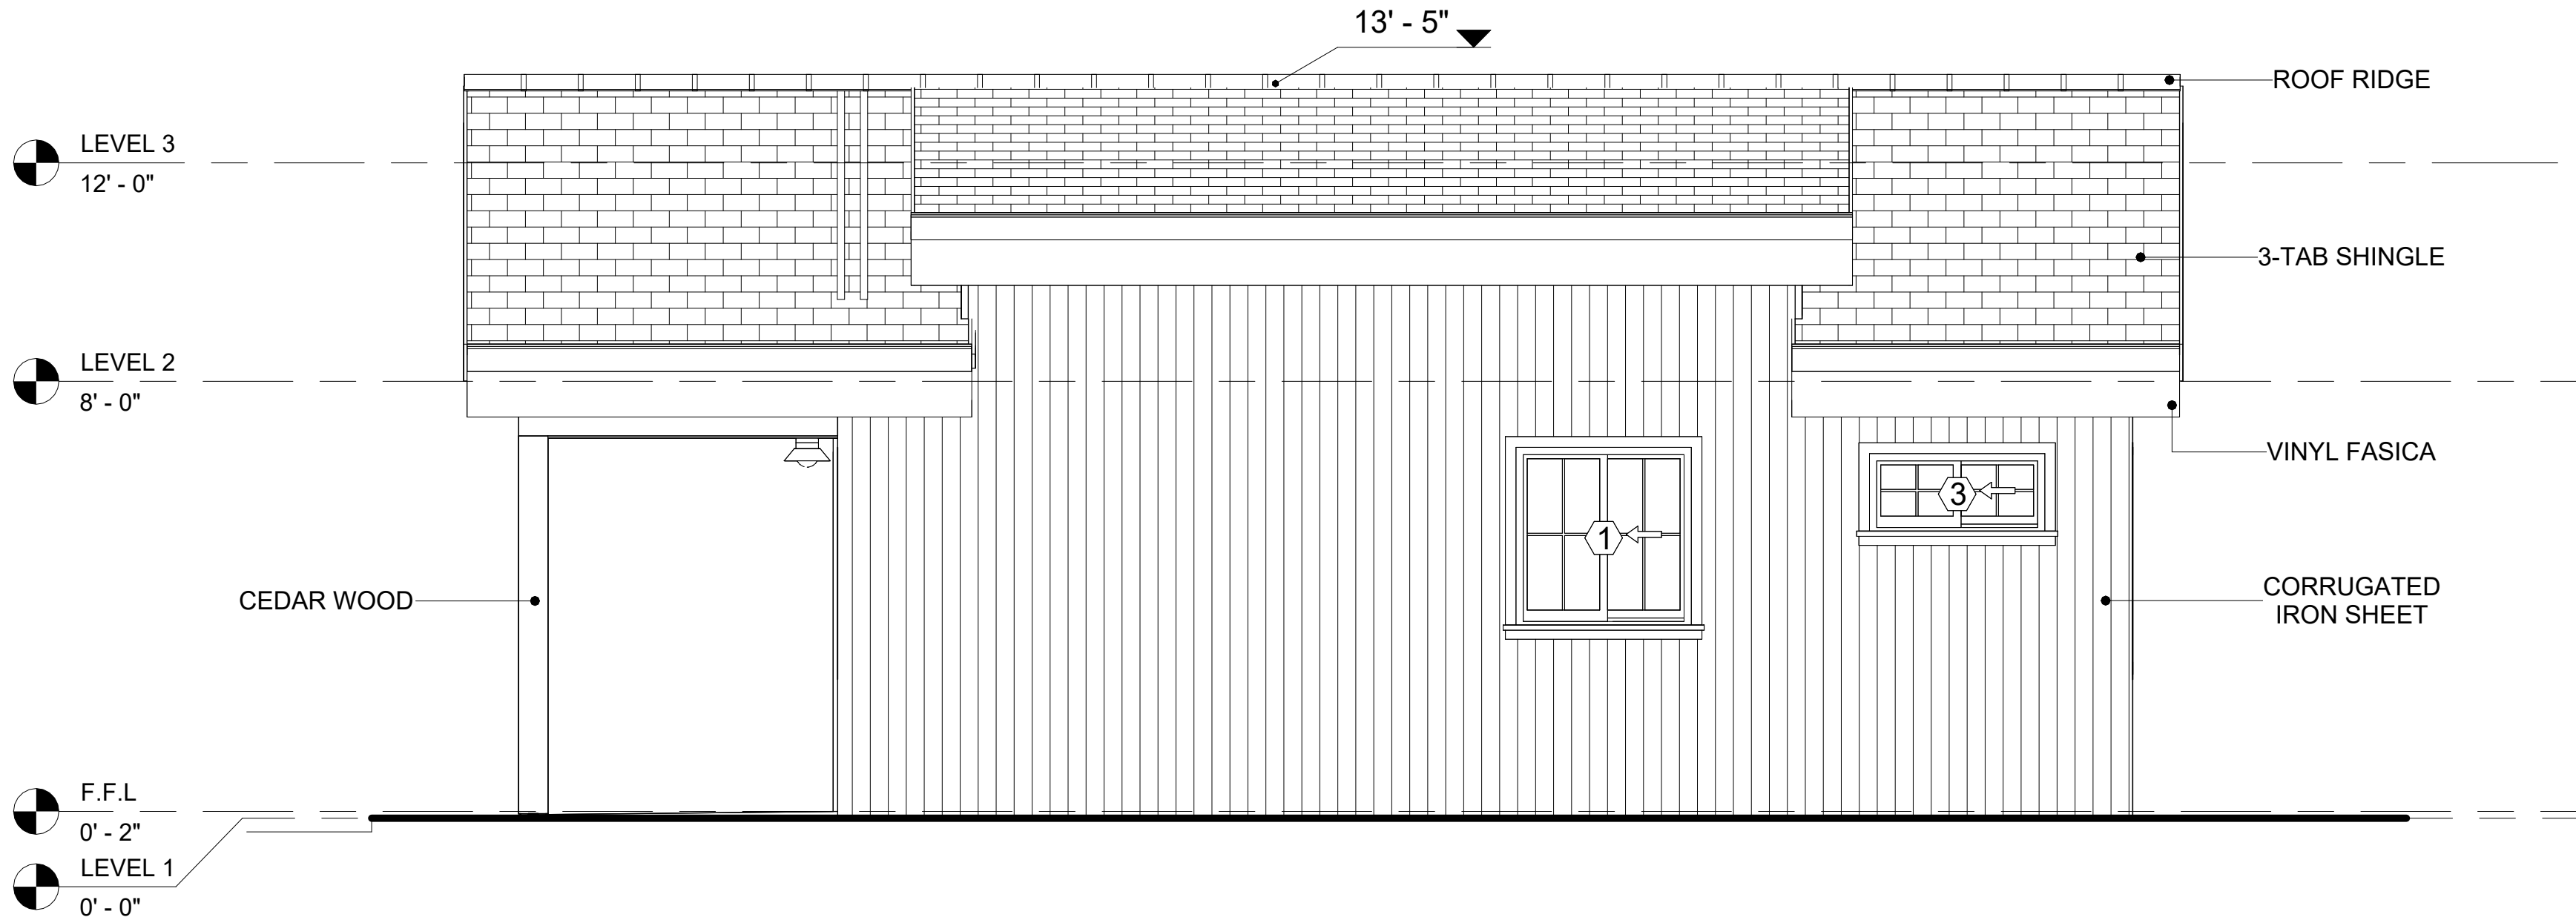 13' - 5"
ROOF RIDGE
LEVEL 3
12' - 0"
3-TAB SHINGLE
LEVEL 2
8' - 0"
VINYL FASICA
3
1
CEDAR WOOD
CORRUGATED
IRON SHEET
F.F.L
0' - 2"
LEVEL 1
0' - 0"